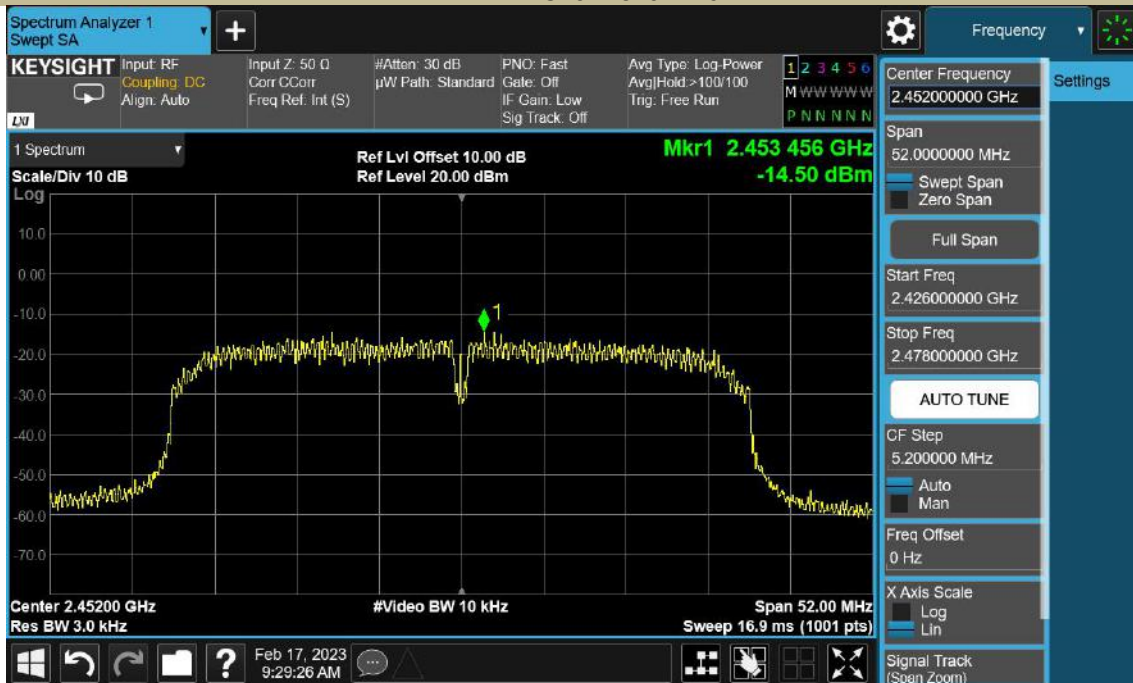 Spectrum Analyzer 1
Swept SA
Frequency
KEYSIGHT
LXI
Input: RF
Coupling: DC
Align: Auto
Input Z: 50 Ω
Corr CCorr
Freq Ref: Int (S)
#Atten: 30 dB
µW Path: Standard
PNO: Fast
Gate: Off
IF Gain: Low
Sig Track: Off
Avg Type: Log-Power
Avg|Hold:>100/100
Trig: Free Run
1 2 3 4 5 6
M W W W W W
P N N N N N
1 Spectrum
Scale/Div 10 dB
Ref Lvl Offset 10.00 dB
Ref Level 20.00 dBm
Mkr1 2.453 456 GHz
-14.50 dBm
Log
10.0
0.00
-10.0
-20.0
-30.0
-40.0
-50.0
-60.0
-70.0
1
Center 2.45200 GHz
Res BW 3.0 kHz
#Video BW 10 kHz
Span 52.00 MHz
Sweep 16.9 ms (1001 pts)
?
Feb 17, 2023
9:29:26 AM
Center Frequency
2.452000000 GHz
Settings
Span
52.0000000 MHz
Swept Span
Zero Span
Full Span
Start Freq
2.426000000 GHz
Stop Freq
2.478000000 GHz
AUTO TUNE
CF Step
5.200000 MHz
Auto
Man
Freq Offset
0 Hz
X Axis Scale
Log
Lin
Signal Track
(Span Zoom)